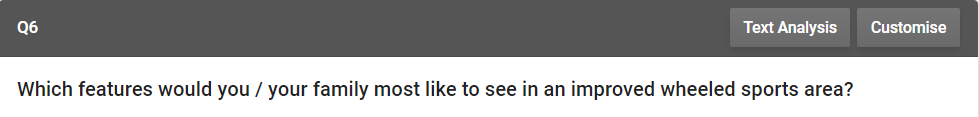 Q6 Text Analysis Customise
Which features would you / your family most like to see in an improved wheeled sports area?